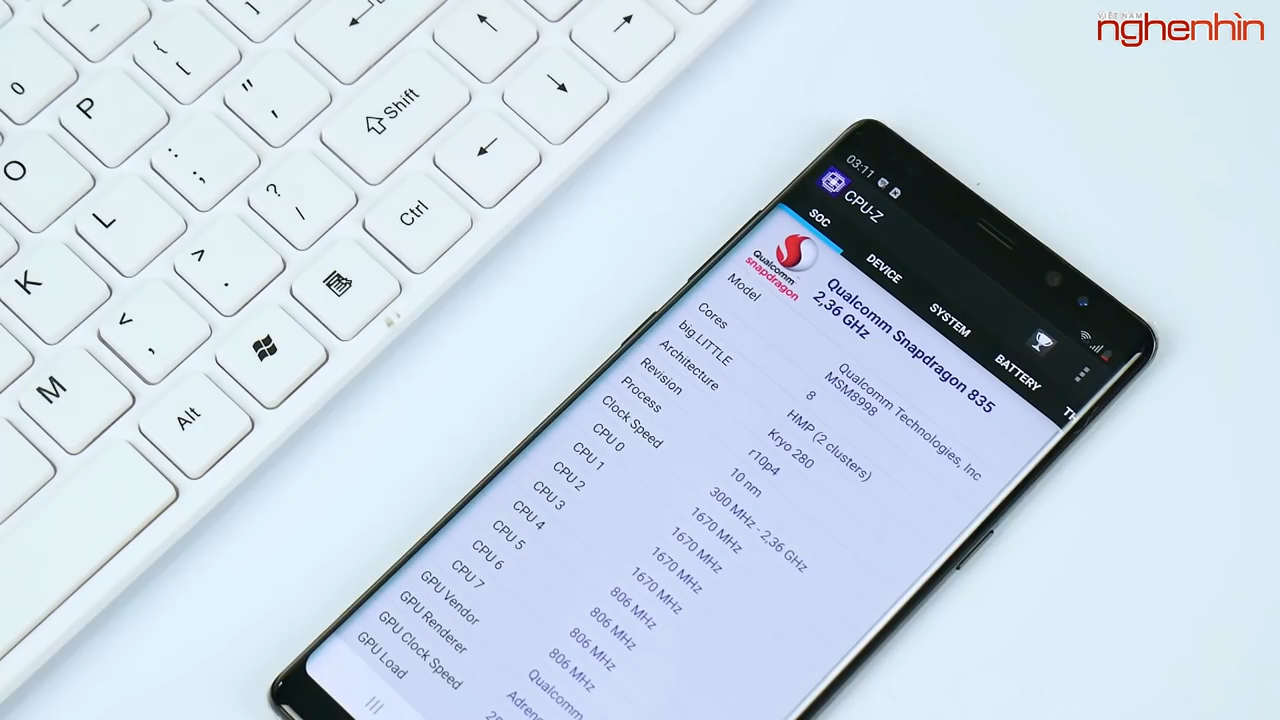 VIỆT NAM
nghenhìn
0
P
{
[
"
'
⇧ Shift
↑
→
↓
←
O
:
;
?
/
Ctrl
L
>
.
K
<
,
M
Alt
03:11
CPU-Z
SOC
DEVICE
SYSTEM
BATTERY
Qualcomm
snapdragon
Qualcomm Snapdragon 835
2,36 GHz
Model
Qualcomm Technologies, Inc
MSM8998
Cores 8
big.LITTLE HMP (2 clusters)
Architecture Kryo 280
Revision r10p4
Process 10 nm
Clock Speed 300 MHz - 2,36 GHz
CPU 0 1670 MHz
CPU 1 1670 MHz
CPU 2 1670 MHz
CPU 3 1670 MHz
CPU 4 806 MHz
CPU 5 806 MHz
CPU 6 806 MHz
CPU 7 806 MHz
GPU Vendor Qualcomm
GPU Renderer
GPU Clock Speed
GPU Load